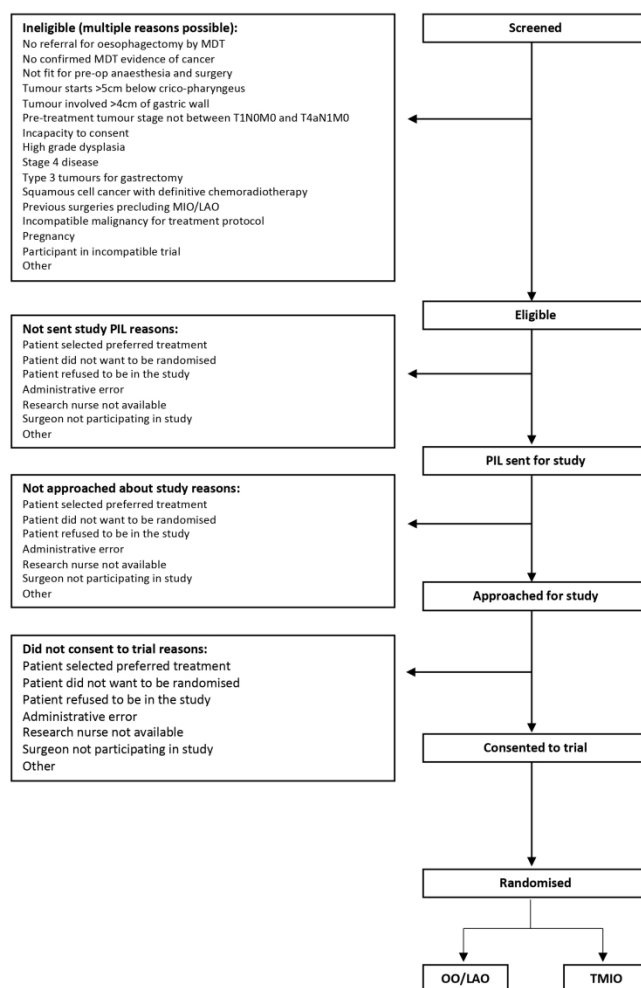 Ineligible (multiple reasons possible):
No referral for oesophagectomy by MDT
No confirmed MDT evidence of cancer
Not fit for pre-op anaesthesia and surgery
Tumour starts >5cm below crico-pharyngeus
Tumour involved >4cm of gastric wall
Pre-treatment tumour stage not between T1N0M0 and T4aN1M0
Incapacity to consent
High grade dysplasia
Stage 4 disease
Type 3 tumours for gastrectomy
Squamous cell cancer with definitive chemoradiotherapy
Previous surgeries precluding MIO/LAO
Incompatible malignancy for treatment protocol
Pregnancy
Participant in incompatible trial
Other
Screened
Eligible
Not sent study PIL reasons:
Patient selected preferred treatment
Patient did not want to be randomised
Patient refused to be in the study
Administrative error
Research nurse not available
Surgeon not participating in study
Other
PIL sent for study
Not approached about study reasons:
Patient selected preferred treatment
Patient did not want to be randomised
Patient refused to be in the study
Administrative error
Research nurse not available
Surgeon not participating in study
Other
Approached for study
Did not consent to trial reasons:
Patient selected preferred treatment
Patient did not want to be randomised
Patient refused to be in the study
Administrative error
Research nurse not available
Surgeon not participating in study
Other
Consented to trial
Randomised
OO/LAO
TMIO